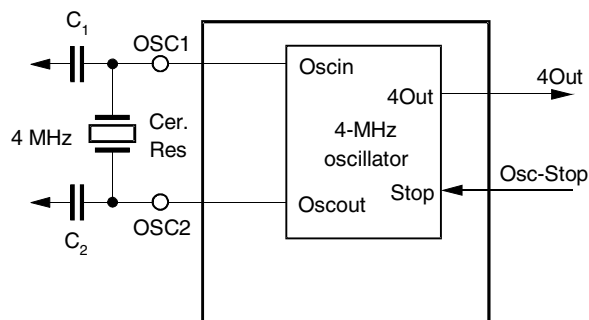 C1
OSC1
Oscin
4Out
4Out
4 MHz
Cer.
Res
4-MHz
oscillator
Osc-Stop
Stop
Oscout
OSC2
C2